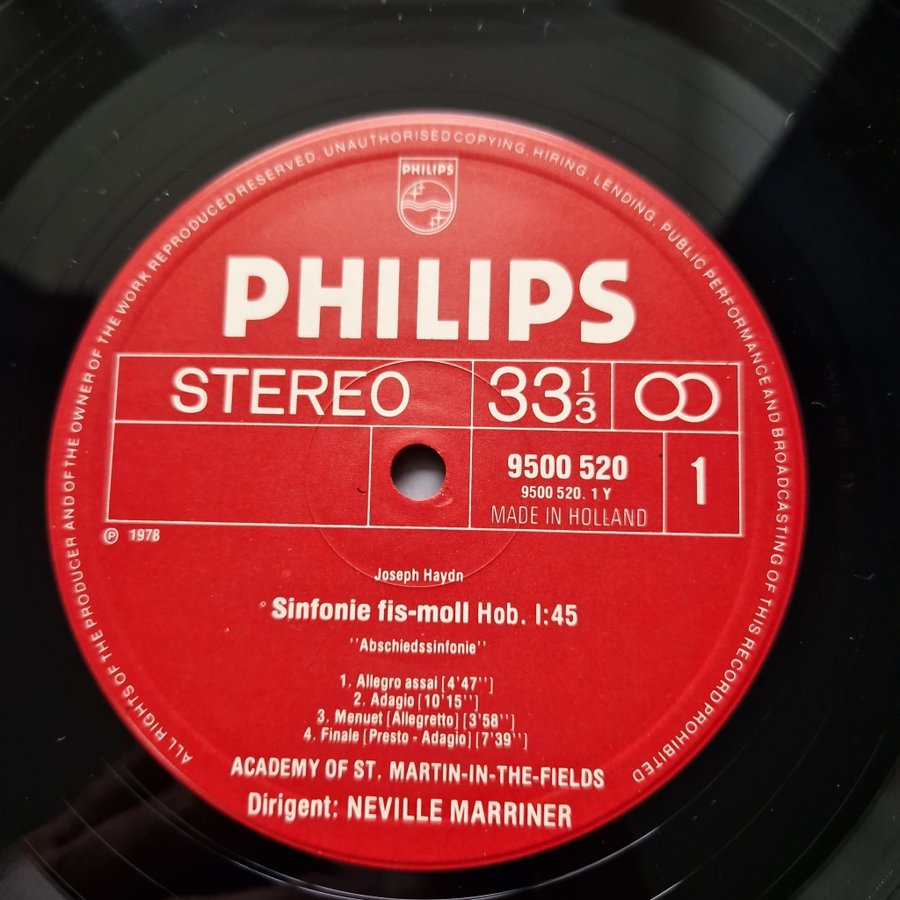 ALL RIGHTS OF THE PRODUCER AND OF THE OWNER OF THE WORK REPRODUCED RESERVED. UNAUTHORISED COPYING, HIRING, LENDING, PUBLIC PERFORMANCE AND BROADCASTING OF THIS RECORD PROHIBITED
PHILIPS
PHILIPS
STEREO 33 1/3
9500 520 1
9500 520. 1 Y
MADE IN HOLLAND
Ⓟ 1978
Joseph Haydn
Sinfonie fis-moll Hob. I:45
''Abschiedssinfonie''
1. Allegro assai [4'47'']
2. Adagio [10'15'']
3. Menuet [Allegretto] [3'58'']
4. Finale [Presto - Adagio] [7'39'']
ACADEMY OF ST. MARTIN-IN-THE-FIELDS
Dirigent: NEVILLE MARRINER